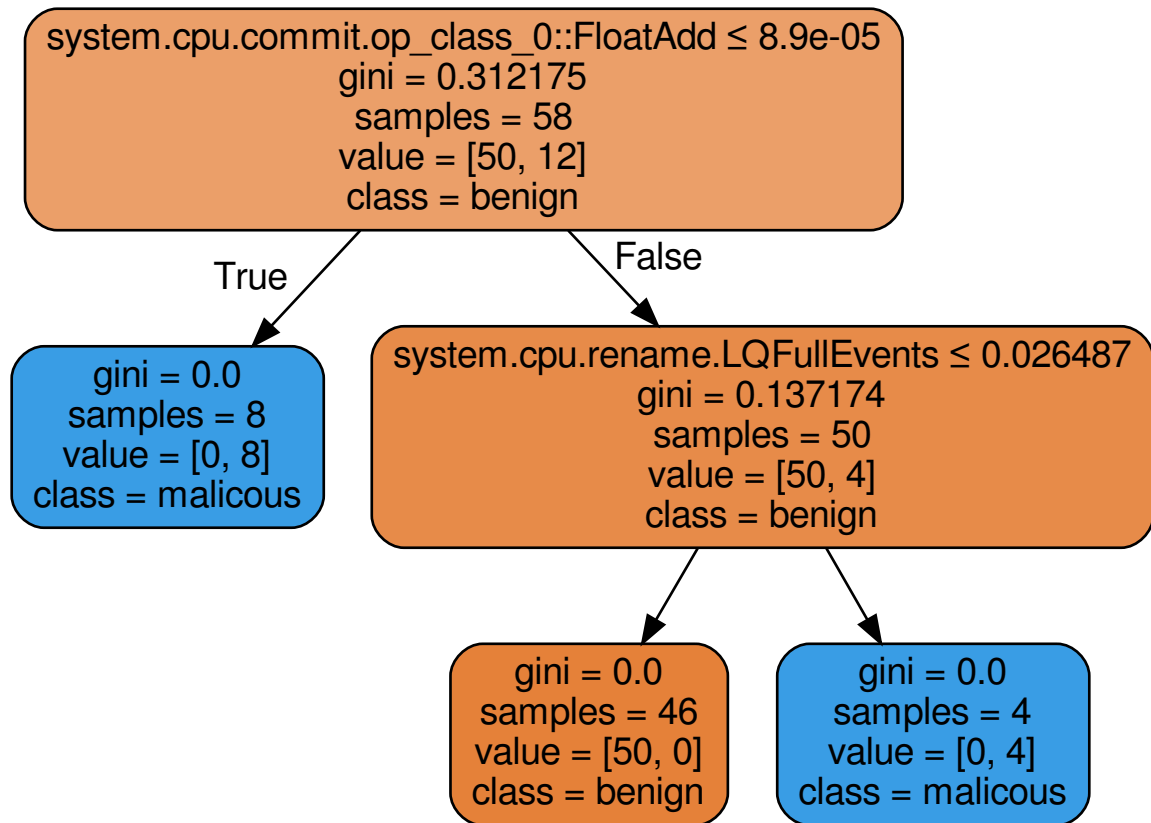 system.cpu.commit.op_class_0::FloatAdd ≤ 8.9e-05
gini = 0.312175
samples = 58
value = [50, 12]
class = benign
True
False
gini = 0.0
samples = 8
value = [0, 8]
class = malicous
system.cpu.rename.LQFullEvents ≤ 0.026487
gini = 0.137174
samples = 50
value = [50, 4]
class = benign
gini = 0.0
samples = 46
value = [50, 0]
class = benign
gini = 0.0
samples = 4
value = [0, 4]
class = malicous